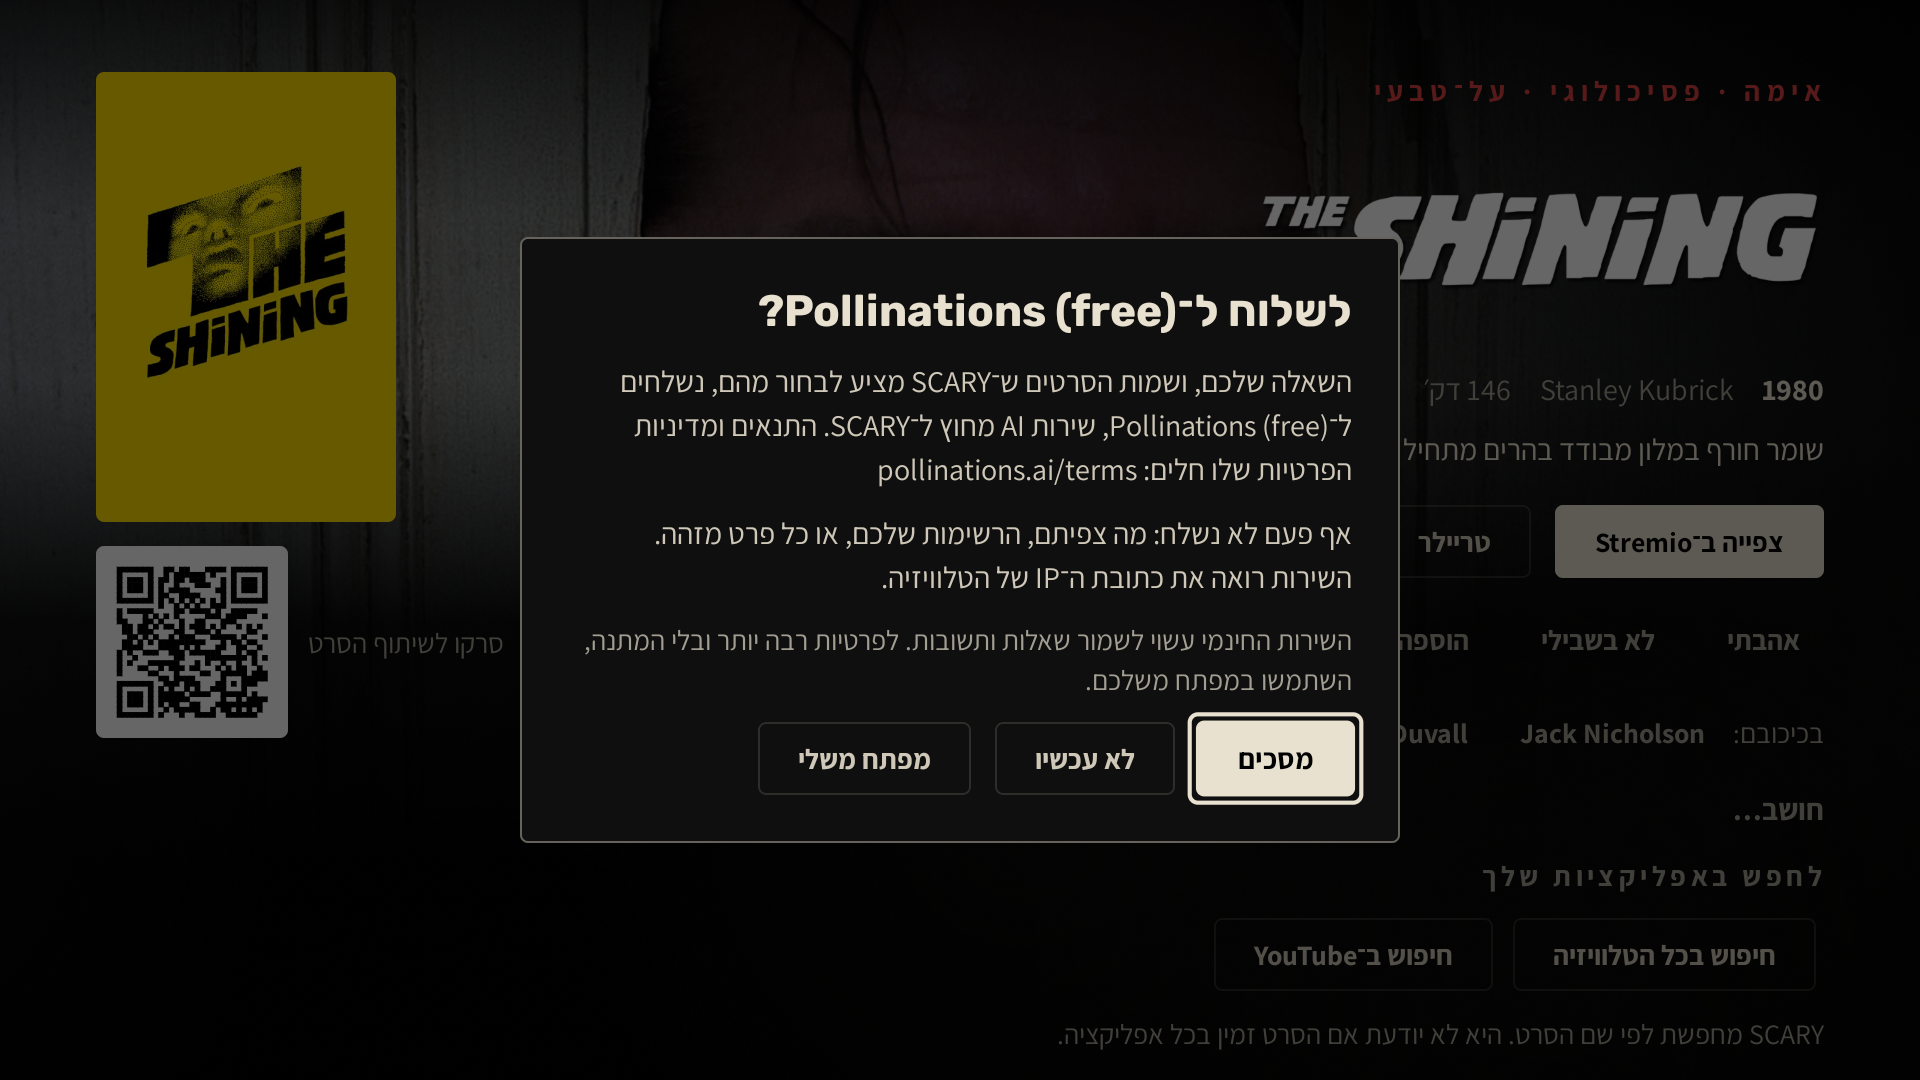 אימה · פסיכולוגי · על־טבעי
THE SHiNiNG
THE
SHiNiNG
1980 Stanley Kubrick 146 דק׳
שומר חורף במלון מבודד בהרים מתחיל
צפייה ב־Stremio
טריילר
אהבתי
לא בשבילי
הוספה
סרקו לשיתוף הסרט
בכיכובם: Jack Nicholson Duvall
חושב...
לחפש באפליקציות שלך
חיפוש בכל הטלוויזיה
חיפוש ב־YouTube
SCARY מחפשת לפי שם הסרט. היא לא יודעת אם הסרט זמין בכל אפליקציה.
לשלוח ל־Pollinations (free)?
השאלה שלכם, ושמות הסרטים ש־SCARY מציע לבחור מהם, נשלחים
ל־Pollinations (free), שירות AI מחוץ ל־SCARY. התנאים ומדיניות
הפרטיות שלו חלים: pollinations.ai/terms
אף פעם לא נשלח: מה צפיתם, הרשימות שלכם, או כל פרט מזהה.
השירות רואה את כתובת ה־IP של הטלוויזיה.
השירות החינמי עשוי לשמור שאלות ותשובות. לפרטיות רבה יותר ובלי המתנה,
השתמשו במפתח משלכם.
מסכים
לא עכשיו
מפתח משלי